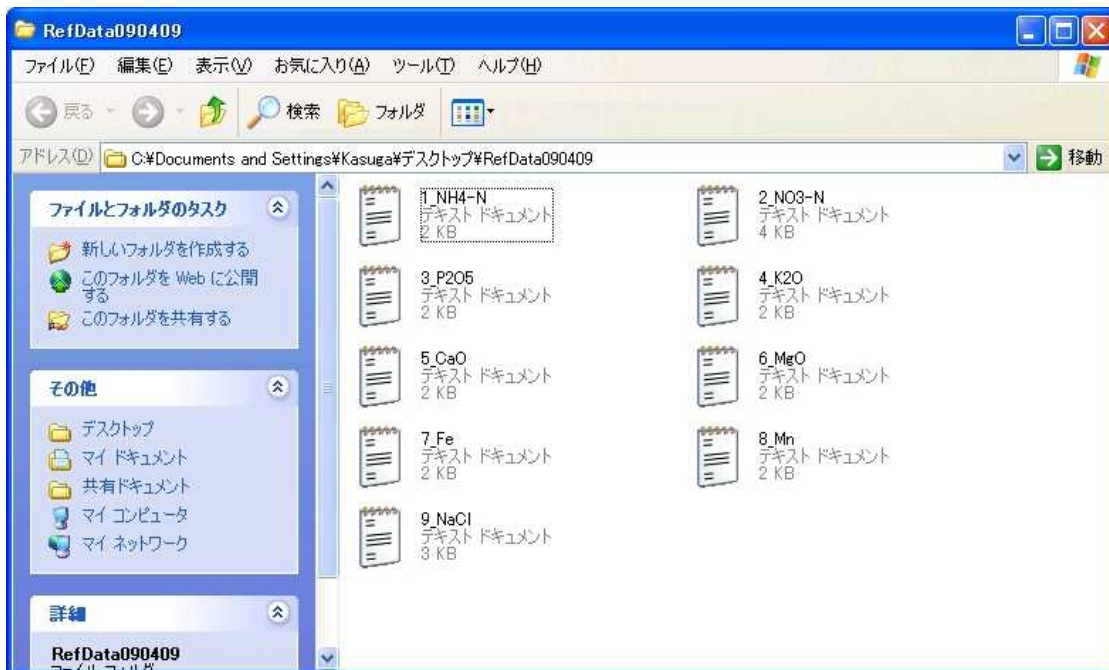 RefData090409
ファイル(F) 編集(E) 表示(V) お気に入り(A) ツール(T) ヘルプ(H)
戻る 検索 フォルダ
アドレス(D) C:¥Documents and Settings¥Kasuga¥デスクトップ¥RefData090409 移動
ファイルとフォルダのタスク
新しいフォルダを作成する
このフォルダを Web に公開
する
このフォルダを共有する
その他
デスクトップ
マイ ドキュメント
共有ドキュメント
マイ コンピュータ
マイ ネットワーク
詳細
RefData090409
ファイル フォルダ
1_NH4-N
テキスト ドキュメント
2 KB
2_NO3-N
テキスト ドキュメント
4 KB
3_P2O5
テキスト ドキュメント
2 KB
4_K2O
テキスト ドキュメント
2 KB
5_CaO
テキスト ドキュメント
2 KB
6_MgO
テキスト ドキュメント
2 KB
7_Fe
テキスト ドキュメント
2 KB
8_Mn
テキスト ドキュメント
2 KB
9_NaCl
テキスト ドキュメント
3 KB